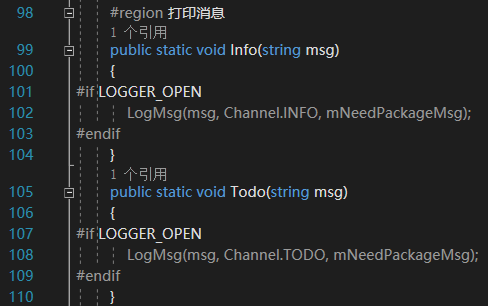 98 #region 打印消息
1 个引用
99 public static void Info(string msg)
100 {
101 #if LOGGER_OPEN
102 LogMsg(msg, Channel.INFO, mNeedPackageMsg);
103 #endif
104 }
1 个引用
105 public static void Todo(string msg)
106 {
107 #if LOGGER_OPEN
108 LogMsg(msg, Channel.TODO, mNeedPackageMsg);
109 #endif
110 }